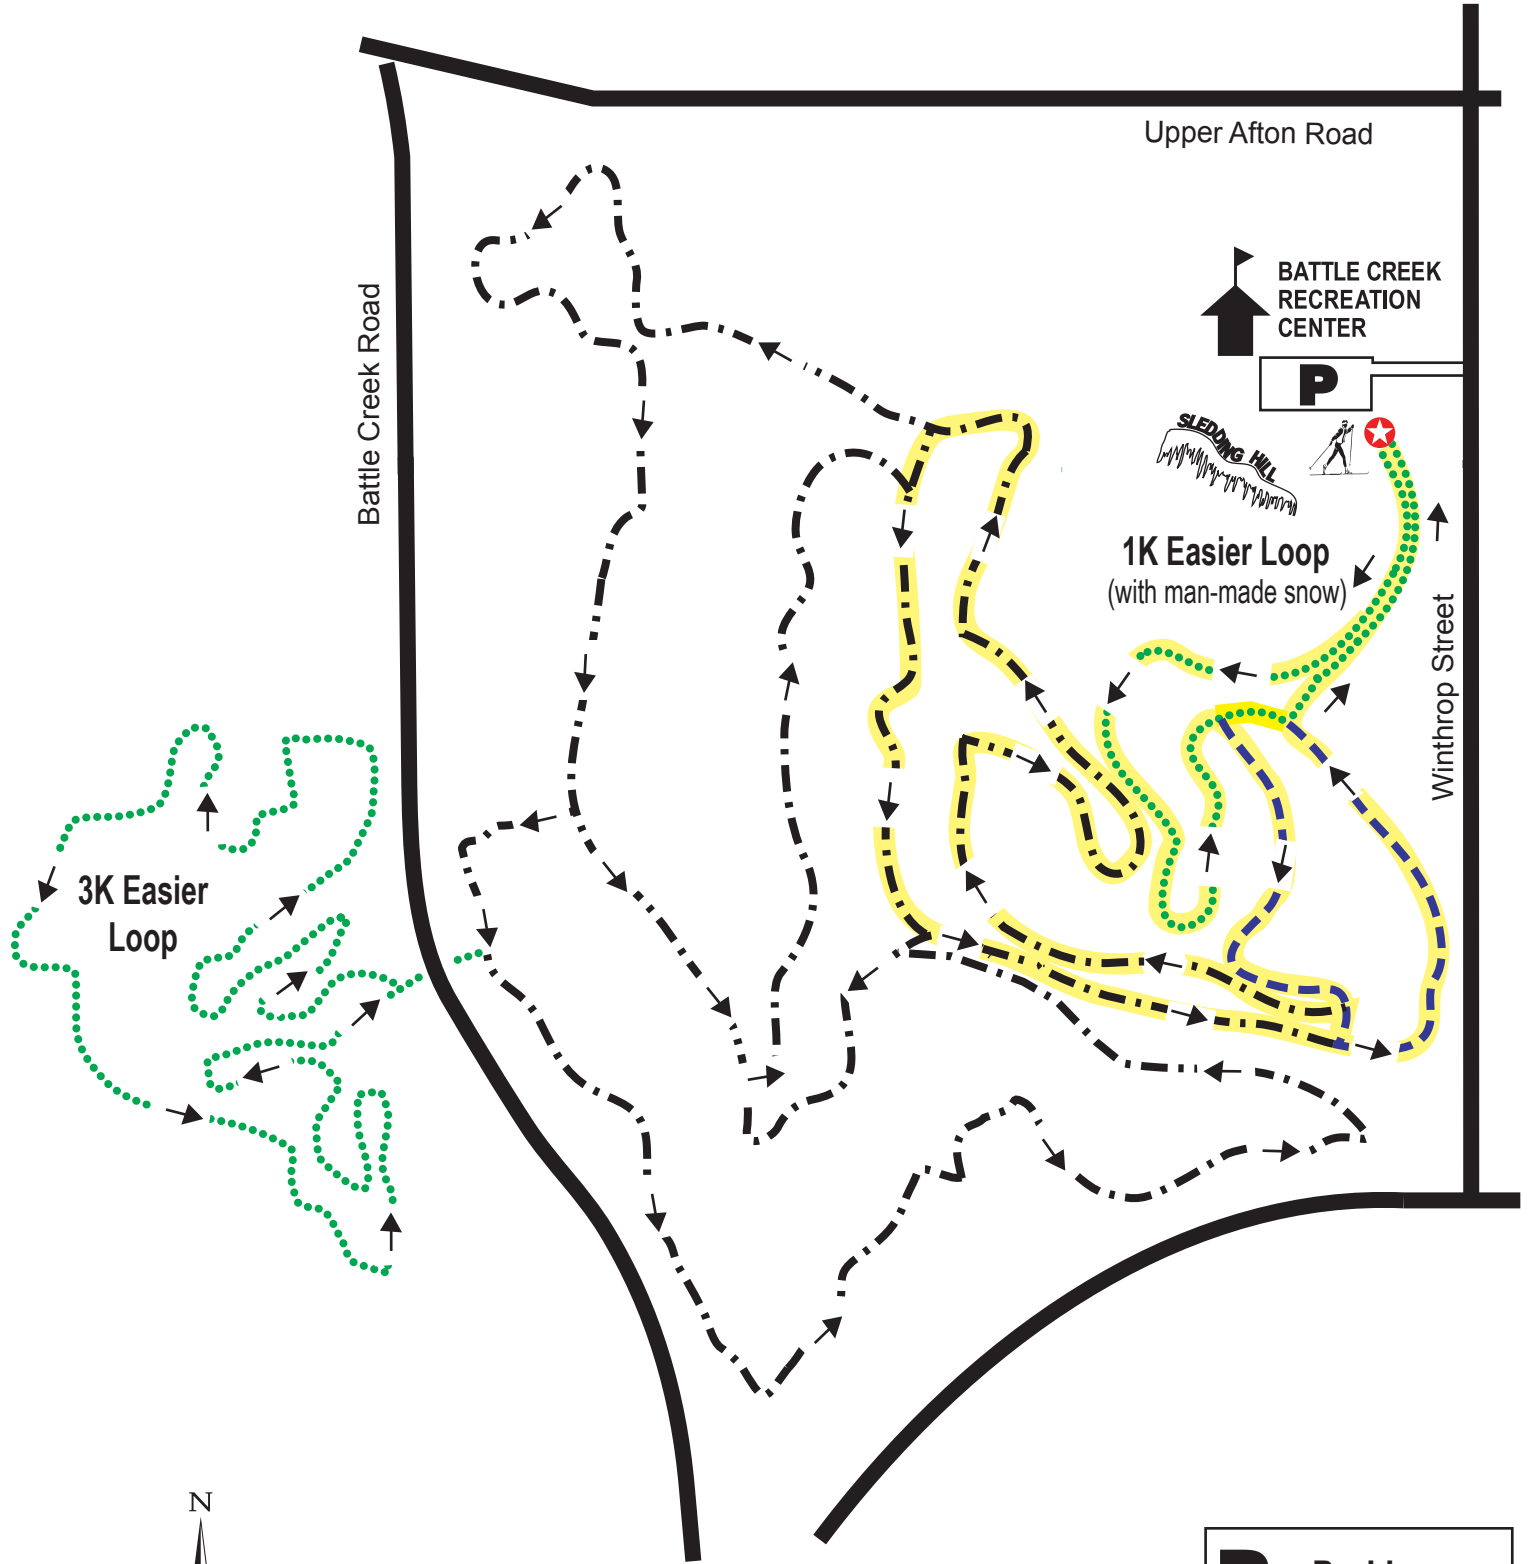 Upper Afton Road
BATTLE CREEK
RECREATION
CENTER
P
Battle Creek Road
SLEDDING HILL
1K Easier Loop
(with man-made snow)
Winthrop Street
3K Easier
Loop
N